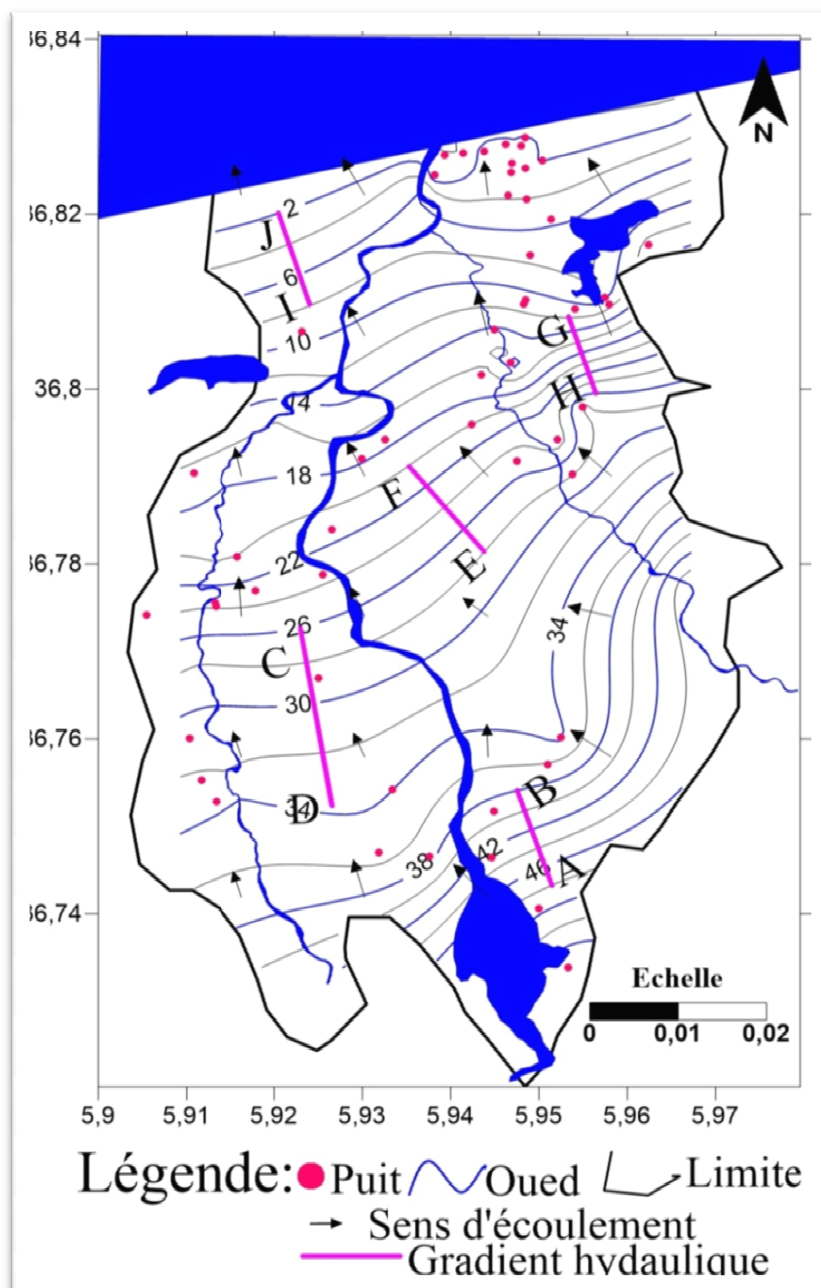 36,84
N
36,82
2
J
6
I
10
G
H
36,8
14
18
F
E
36,78
22
26
C
30
34
36,76
D
34
B
38
42
46
A
36,74
Echelle
0 0,01 0,02
5,9 5,91 5,92 5,93 5,94 5,95 5,96 5,97
Légende: Puit Oued Limite
Sens d'écoulement
Gradient hydaulique